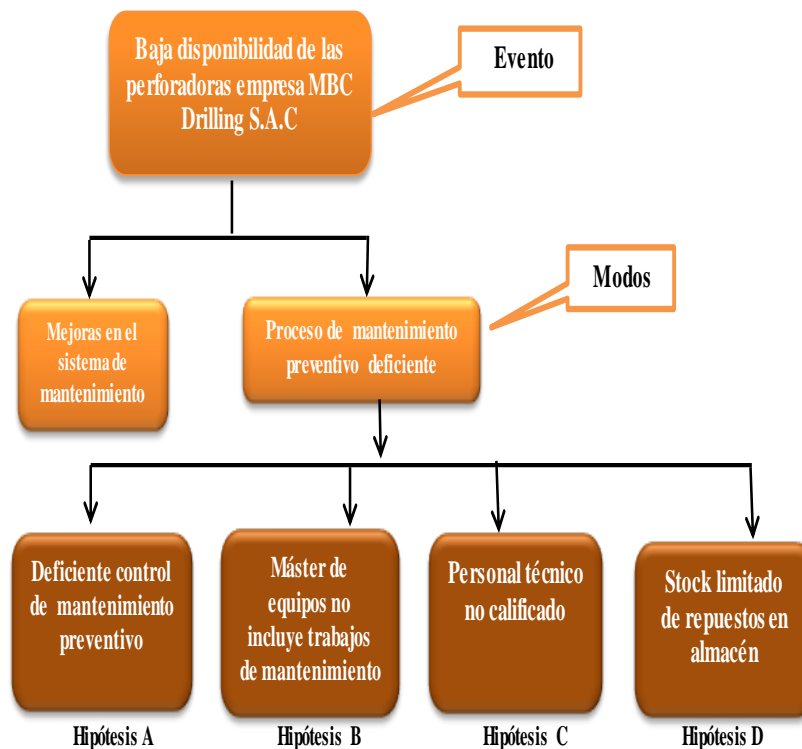 Baja disponibilidad de las
perforadoras empresa MBC
Drilling S.A.C
Evento
Modos
Mejoras en el
sistema de
mantenimiento
Proceso de mantenimiento
preventivo deficiente
Deficiente control
de mantenimiento
preventivo
Máster de
equipos no
incluye trabajos
de mantenimiento
Personal técnico
no calificado
Stock limitado
de repuestos en
almacén
Hipótesis A
Hipótesis B
Hipótesis C
Hipótesis D